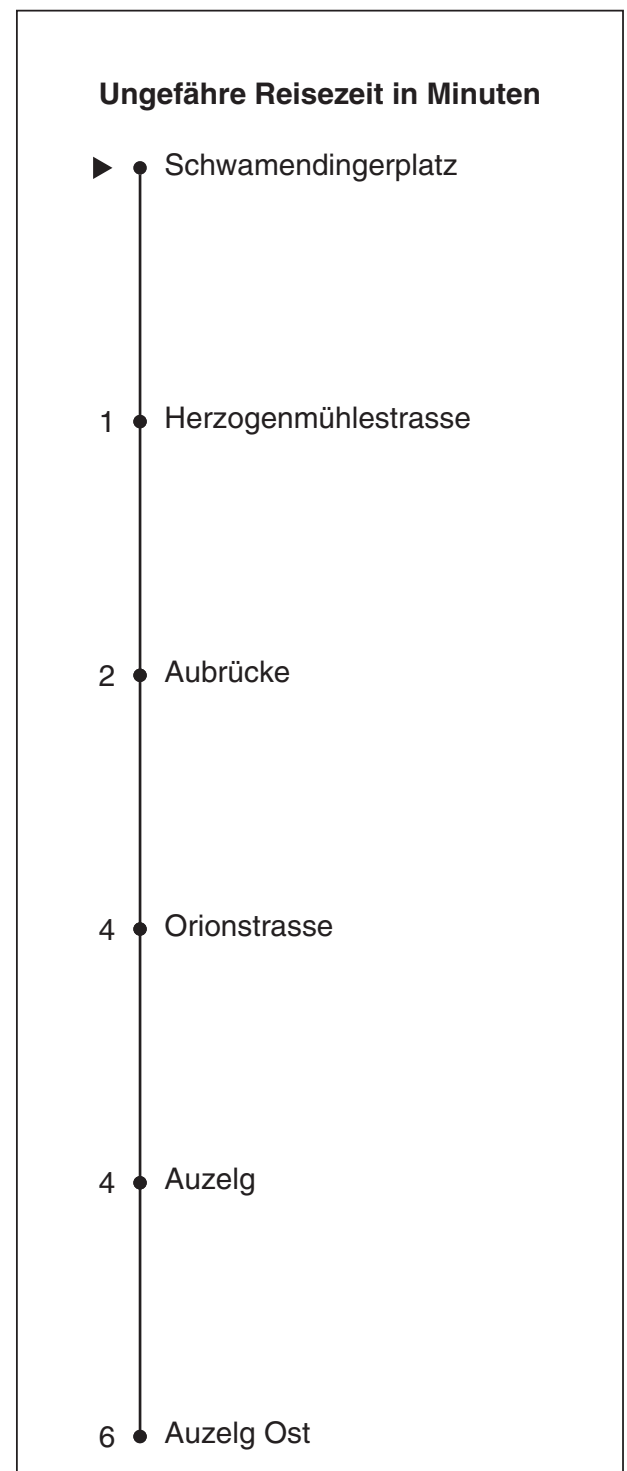 Ungefähre Reisezeit in Minuten
Schwamendingerplatz
1 Herzogenmühlestrasse
2 Aubrücke
4 Orionstrasse
4 Auzelg
6 Auzelg Ost